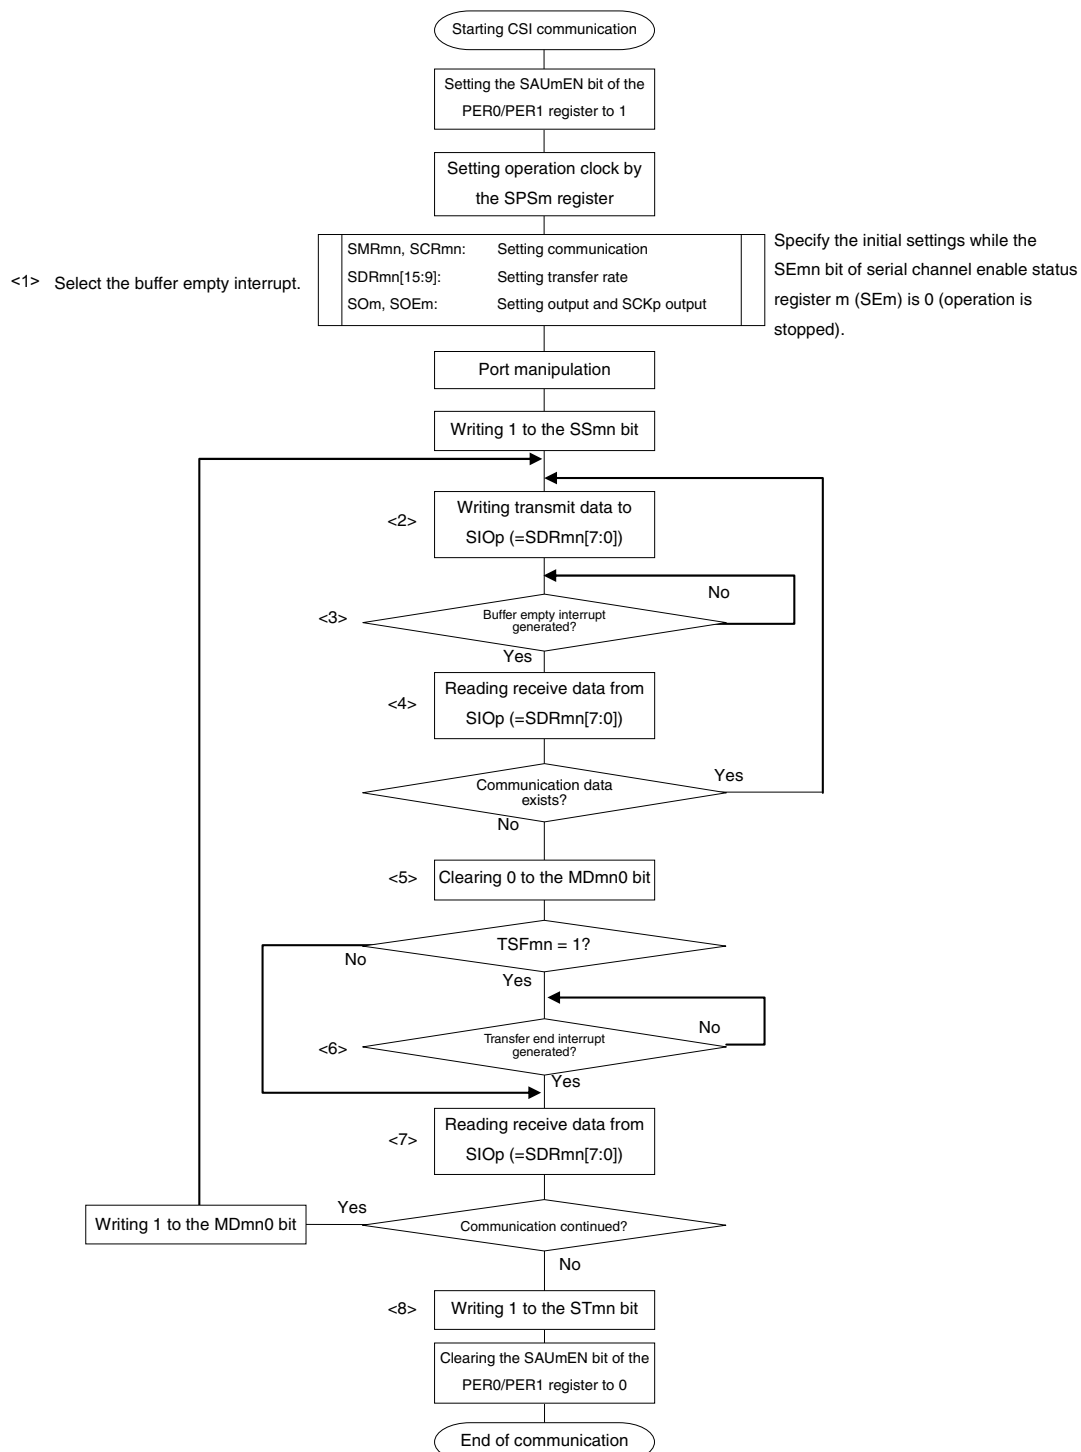 Starting CSI communication
Setting the SAUmEN bit of the
PER0/PER1 register to 1
Setting operation clock by
the SPSm register
<1> Select the buffer empty interrupt.
SMRmn, SCRmn: Setting communication
SDRmn[15:9]: Setting transfer rate
SOm, SOEm: Setting output and SCKp output
Specify the initial settings while the
SEmn bit of serial channel enable status
register m (SEm) is 0 (operation is
stopped).
Port manipulation
Writing 1 to the SSmn bit
<2>
Writing transmit data to
SIOp (=SDRmn[7:0])
No
<3>
Buffer empty interrupt
generated?
Yes
<4>
Reading receive data from
SIOp (=SDRmn[7:0])
Yes
Communication data
exists?
No
<5>
Clearing 0 to the MDmn0 bit
TSFmn = 1?
No
Yes
No
<6>
Transfer end interrupt
generated?
Yes
<7>
Reading receive data from
SIOp (=SDRmn[7:0])
Yes
Writing 1 to the MDmn0 bit
Communication continued?
No
<8>
Writing 1 to the STmn bit
Clearing the SAUmEN bit of the
PER0/PER1 register to 0
End of communication